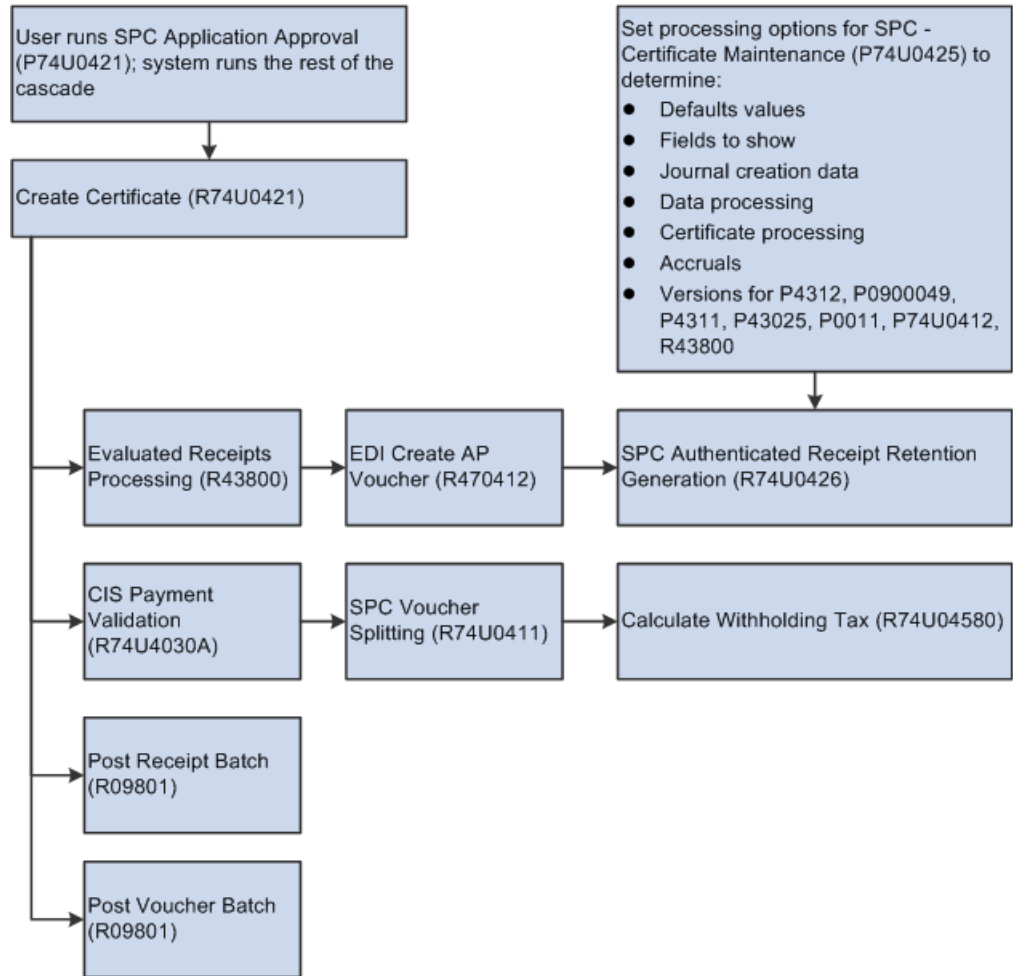 User runs SPC Application Approval
(P74U0421); system runs the rest of the
cascade
Create Certificate (R74U0421)
Set processing options for SPC -
Certificate Maintenance (P74U0425) to
determine:
● Defaults values
● Fields to show
● Journal creation data
● Data processing
● Certificate processing
● Accruals
● Versions for P4312, P0900049,
P4311, P43025, P0011, P74U0412,
R43800
Evaluated Receipts
Processing (R43800)
EDI Create AP
Voucher (R470412)
SPC Authenticated Receipt Retention
Generation (R74U0426)
CIS Payment
Validation
(R74U4030A)
SPC Voucher
Splitting (R74U0411)
Calculate Withholding Tax (R74U04580)
Post Receipt Batch
(R09801)
Post Voucher Batch
(R09801)